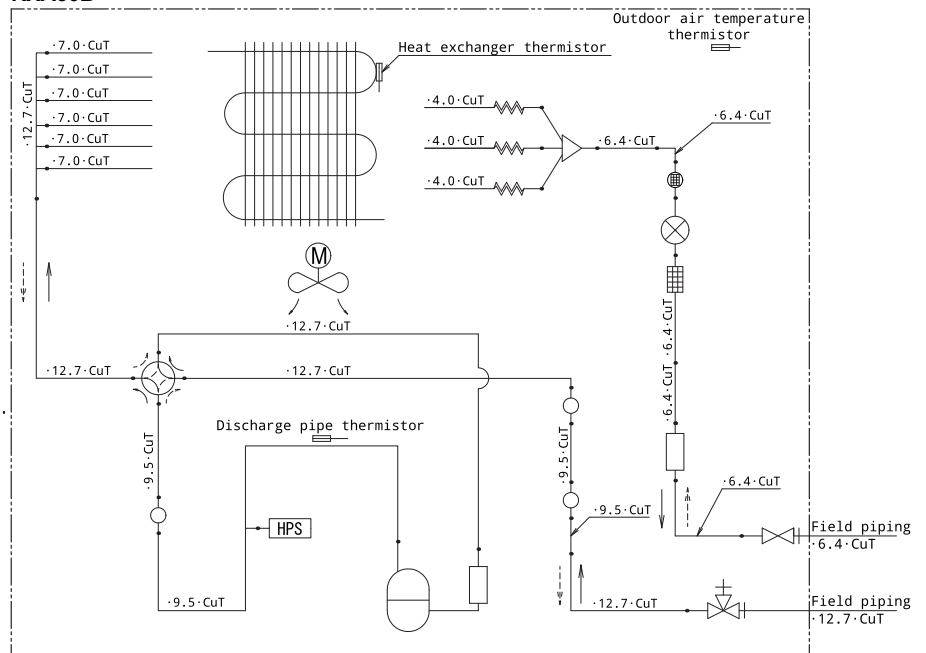 Outdoor air temperature
thermistor
Heat exchanger thermistor
·7.0·CuT
·7.0·CuT
·7.0·CuT
·7.0·CuT
·7.0·CuT
·7.0·CuT
·12.7·CuT
·4.0·CuT
·4.0·CuT
·4.0·CuT
·6.4·CuT
·6.4·CuT
M
·12.7·CuT
·12.7·CuT
·12.7·CuT
·6.4·CuT
·6.4·CuT
Discharge pipe thermistor
·9.5·CuT
·9.5·CuT
·6.4·CuT
·9.5·CuT
HPS
Field piping
·6.4·CuT
·9.5·CuT
·12.7·CuT
Field piping
·12.7·CuT